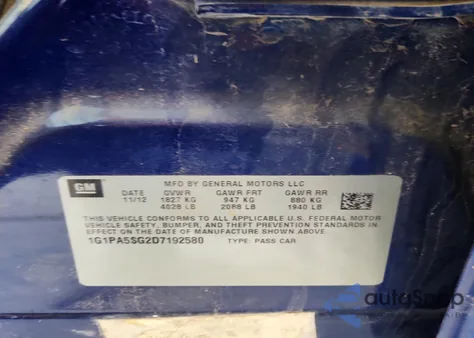 MFD BY GENERAL MOTORS LLC
GM
DATE GVWR GAWR FRT GAWR RR
11/12 1827 KG 947 KG 880 KG
4028 LB 2088 LB 1940 LB
THIS VEHICLE CONFORMS TO ALL APPLICABLE U.S. FEDERAL MOTOR
VEHICLE SAFETY, BUMPER, AND THEFT PREVENTION STANDARDS IN
EFFECT ON THE DATE OF MANUFACTURE SHOWN ABOVE.
1G1PA5SG2D7192580 TYPE: PASS CAR